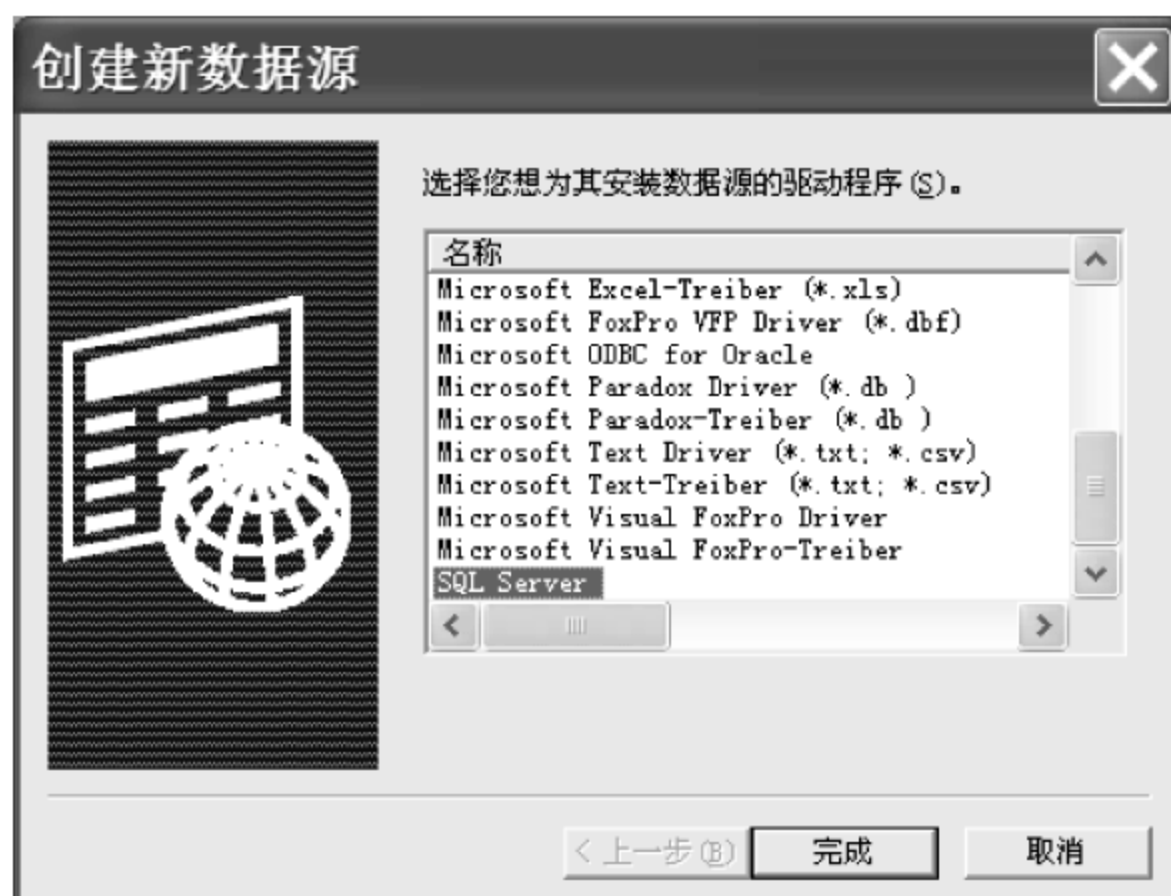 创建新数据源
选择您想为其安装数据源的驱动程序(S)。
名称
Microsoft Excel-Treiber (*.xls)
Microsoft FoxPro VFP Driver (*.dbf)
Microsoft ODBC for Oracle
Microsoft Paradox Driver (*.db )
Microsoft Paradox-Treiber (*.db )
Microsoft Text Driver (*.txt; *.csv)
Microsoft Text-Treiber (*.txt; *.csv)
Microsoft Visual FoxPro Driver
Microsoft Visual FoxPro-Treiber
SQL Server
< 上一步(B) 完成 取消